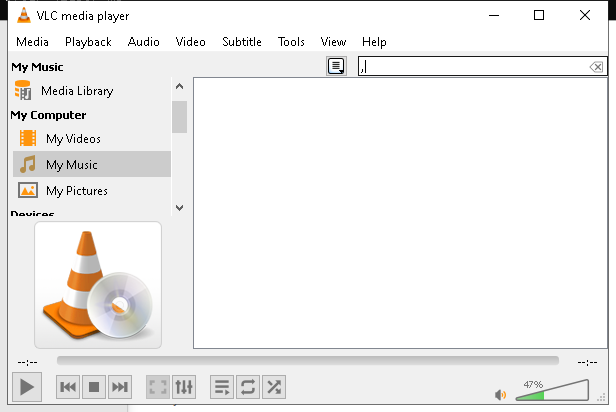 VLC media player
Media Playback Audio Video Subtitle Tools View Help
My Music
,
Media Library
My Computer
My Videos
My Music
My Pictures
Devices
--:-- --:--
47%